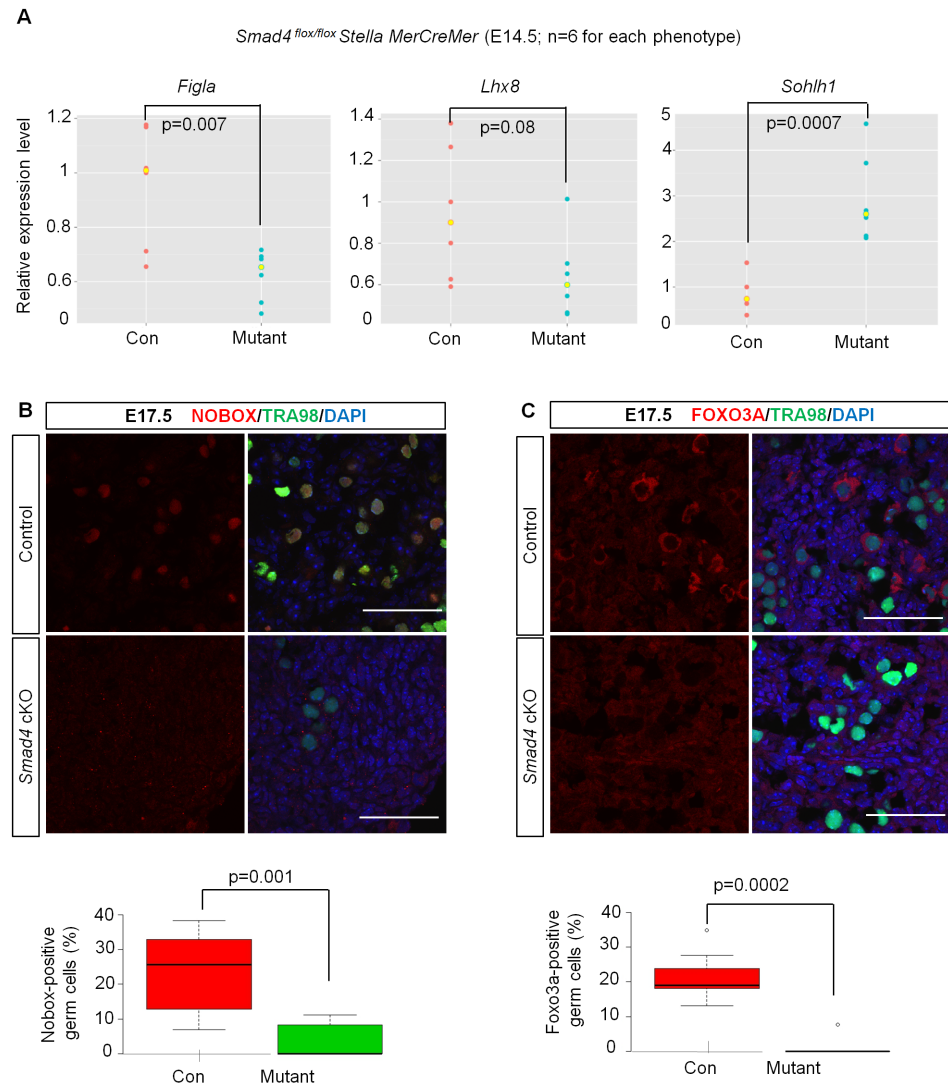 A
Smad4 flox/flox Stella MerCreMer (E14.5; n=6 for each phenotype)
Figla
Lhx8
Sohlh1
Relative expression level
1.2
1
0.8
0.6
0
p=0.007
Con
Mutant
1.4
1.2
1
0.8
0.6
0
p=0.08
Con
Mutant
5
4
3
2
1
0
p=0.0007
Con
Mutant
B
E17.5 NOBOX/TRA98/DAPI
Control
Smad4 cKO
p=0.001
Nobox-positive
germ cells (%)
40
30
20
10
0
Con
Mutant
C
E17.5 FOXO3A/TRA98/DAPI
Control
Smad4 cKO
p=0.0002
Foxo3a-positive
germ cells (%)
40
30
20
10
0
Con
Mutant